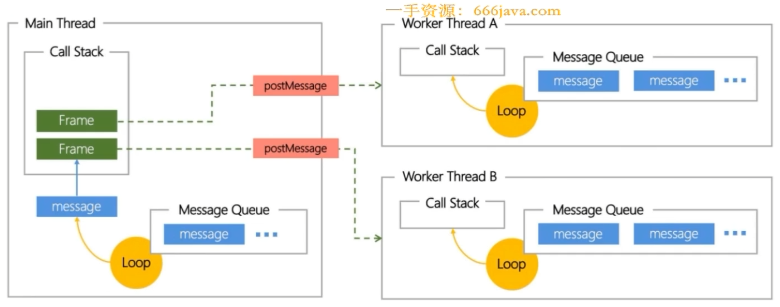 一手资源：666java.com
Main Thread
Call Stack
Frame
Frame
postMessage
postMessage
message
Message Queue
message
Loop
Worker Thread A
Call Stack
Message Queue
message
message
Loop
Worker Thread B
Call Stack
Message Queue
message
message
Loop